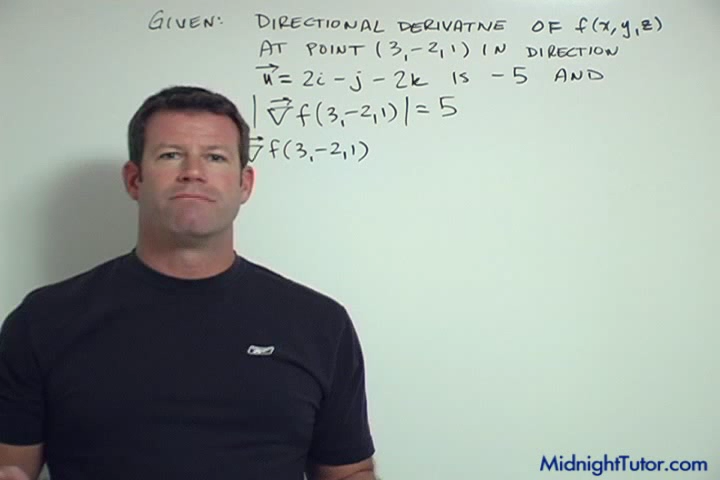 GIVEN: DIRECTIONAL DERIVATIVE OF f(x,y,z)
AT POINT (3,-2,1) IN DIRECTION
u⃗ = 2i - j - 2k IS -5 AND
|∇⃗f(3,-2,1)| = 5
∇⃗f(3,-2,1)
MidnightTutor.com